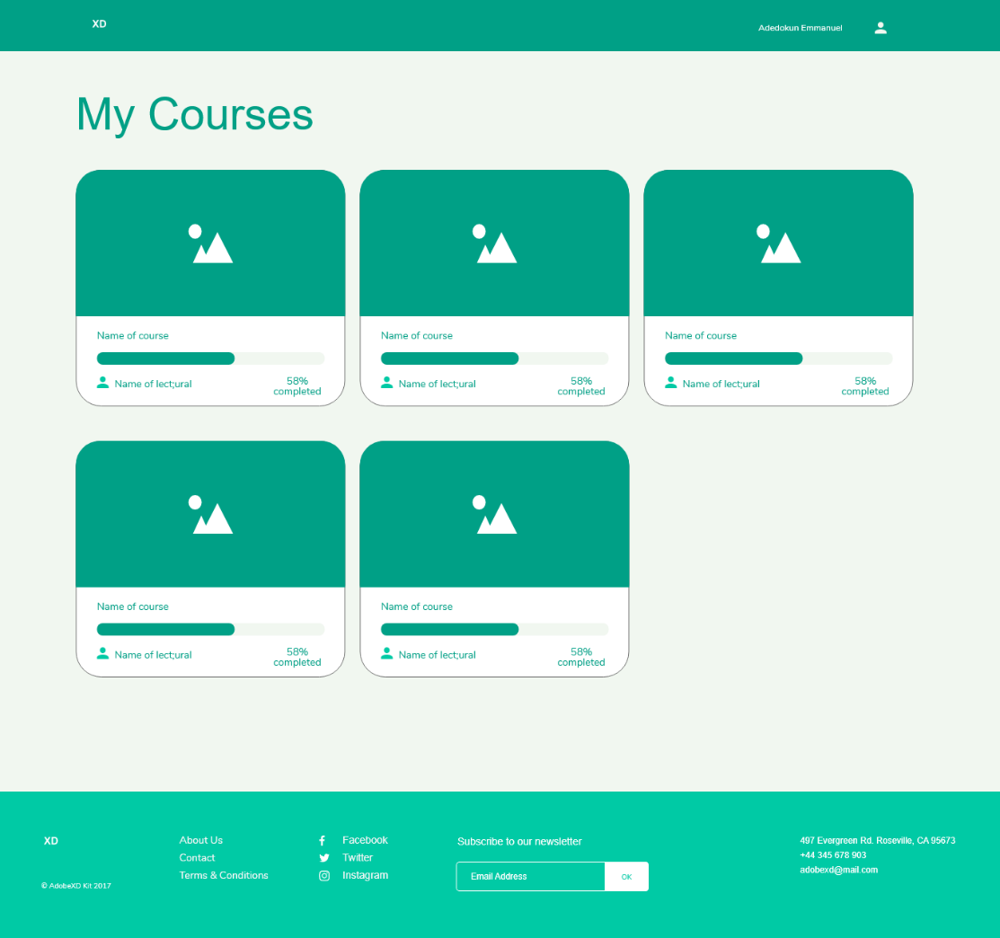 XD
Adedokun Emmanuel
My Courses
Name of course
Name of lect;ural
58%
completed
Name of course
Name of lect;ural
58%
completed
Name of course
Name of lect;ural
58%
completed
Name of course
Name of lect;ural
58%
completed
Name of course
Name of lect;ural
58%
completed
XD
© AdobeXD Kit 2017
About Us
Contact
Terms & Conditions
Facebook
Twitter
Instagram
Subscribe to our newsletter
Email Address
OK
497 Evergreen Rd. Roseville, CA 95673
+44 345 678 903
adobexd@mail.com